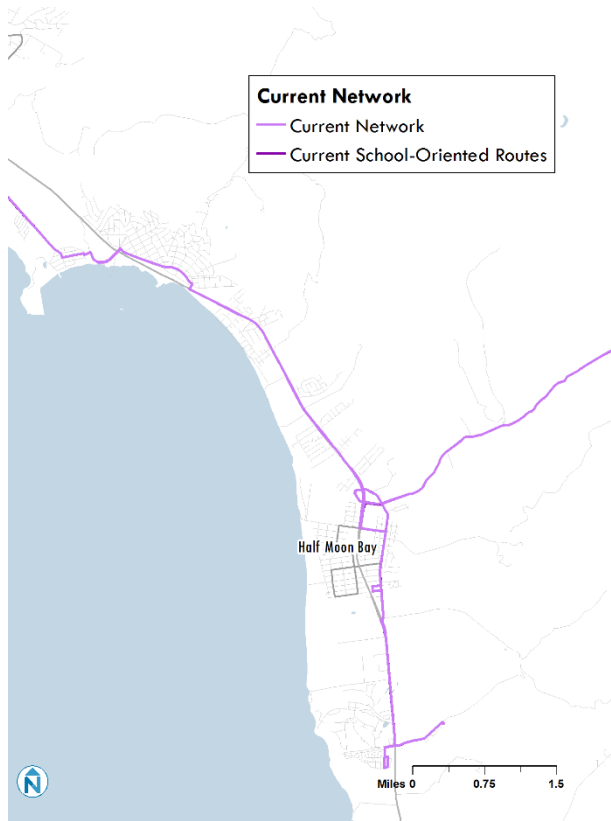 Current Network
Current Network
Current School-Oriented Routes
Half Moon Bay
N
Miles 0 0.75 1.5